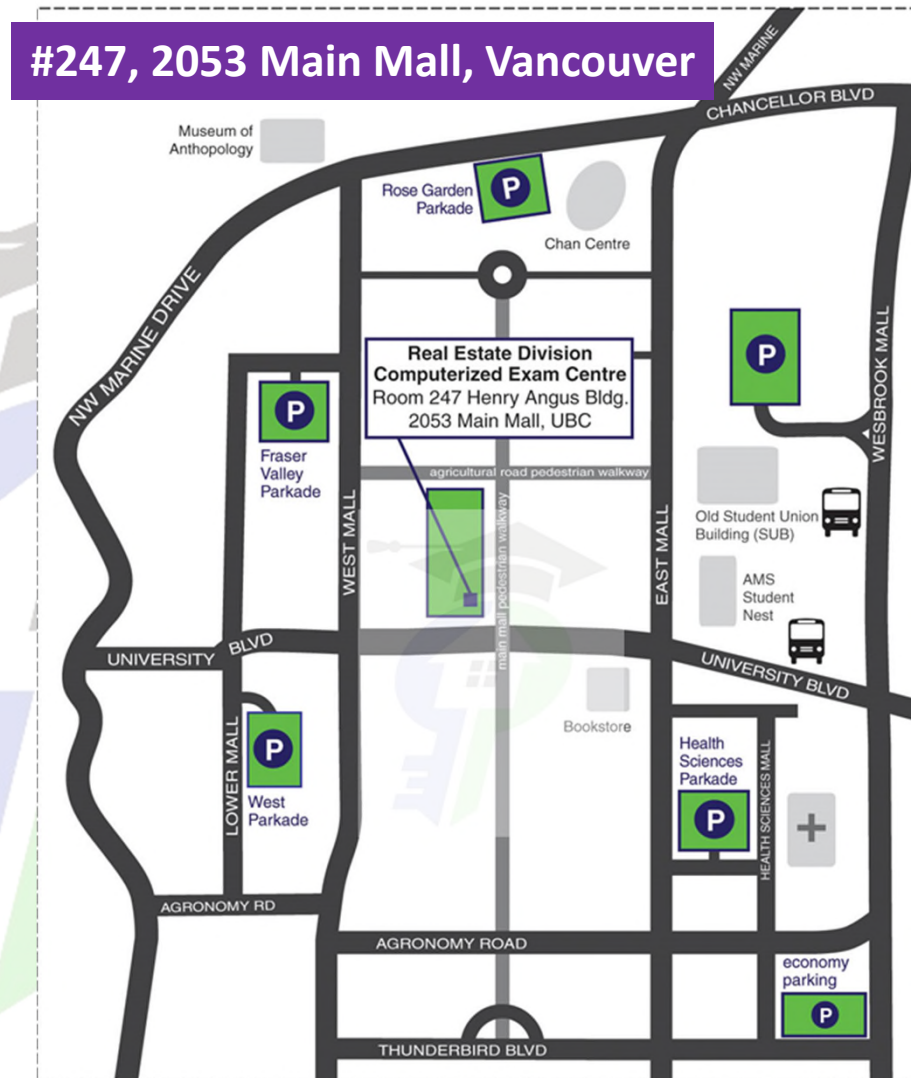 #247, 2053 Main Mall, Vancouver
NW MARINE
CHANCELLOR BLVD
Museum of
Anthopology
Rose Garden
Parkade
P
Chan Centre
NW MARINE DRIVE
WESBROOK MALL
P
Real Estate Division
Computerized Exam Centre
Room 247 Henry Angus Bldg.
2053 Main Mall, UBC
P
Fraser
Valley
Parkade
agricultural road pedestrian walkway
WEST MALL
main mall pedestrian walkway
EAST MALL
Old Student Union
Building (SUB)
AMS
Student
Nest
UNIVERSITY BLVD
UNIVERSITY BLVD
Bookstore
LOWER MALL
P
West
Parkade
Health
Sciences
Parkade
P
HEALTH SCIENCES MALL
AGRONOMY RD
AGRONOMY ROAD
economy
parking
P
THUNDERBIRD BLVD